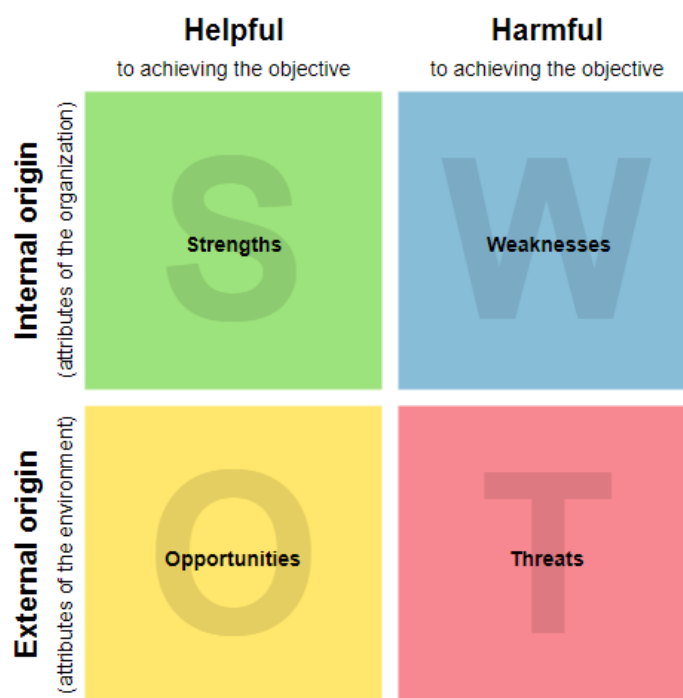 Helpful
to achieving the objective
Harmful
to achieving the objective
Internal origin
(attributes of the organization)
S
Strengths
W
Weaknesses
External origin
(attributes of the environment)
O
Opportunities
T
Threats